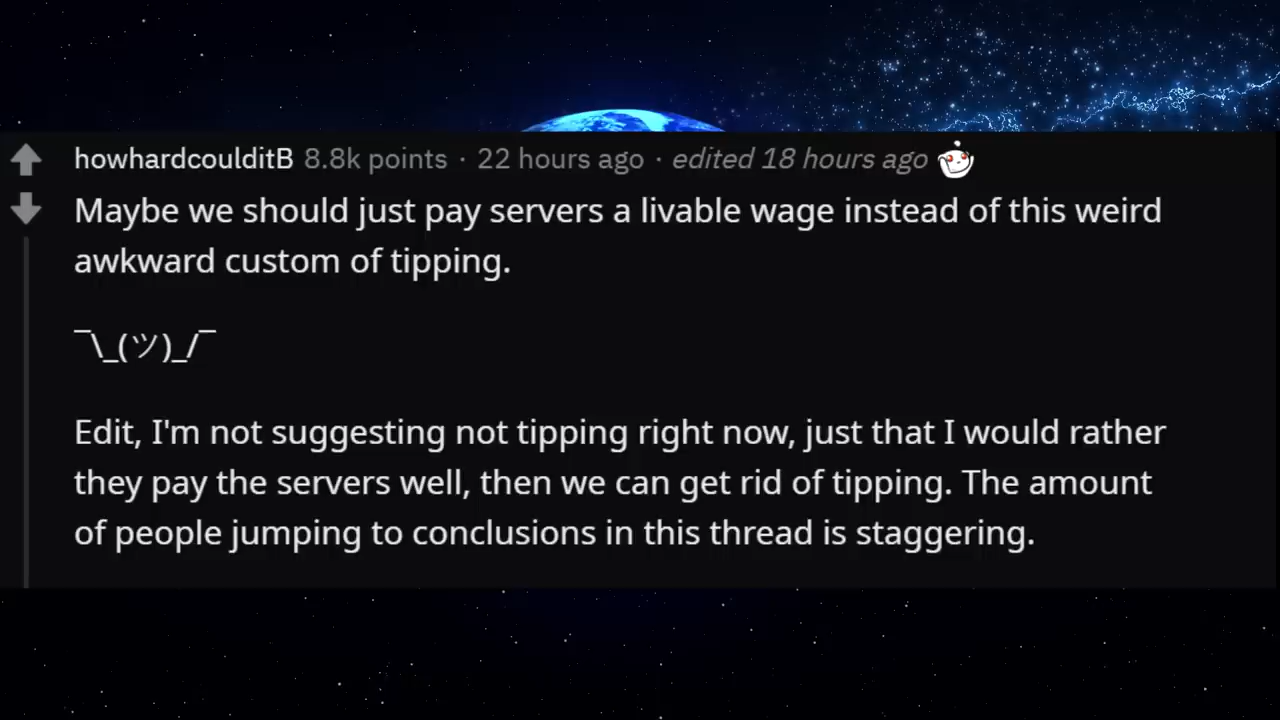 howhardcoulditB 8.8k points · 22 hours ago · edited 18 hours ago
Maybe we should just pay servers a livable wage instead of this weird
awkward custom of tipping.
¯\_(ツ)_/¯
Edit, I'm not suggesting not tipping right now, just that I would rather
they pay the servers well, then we can get rid of tipping. The amount
of people jumping to conclusions in this thread is staggering.